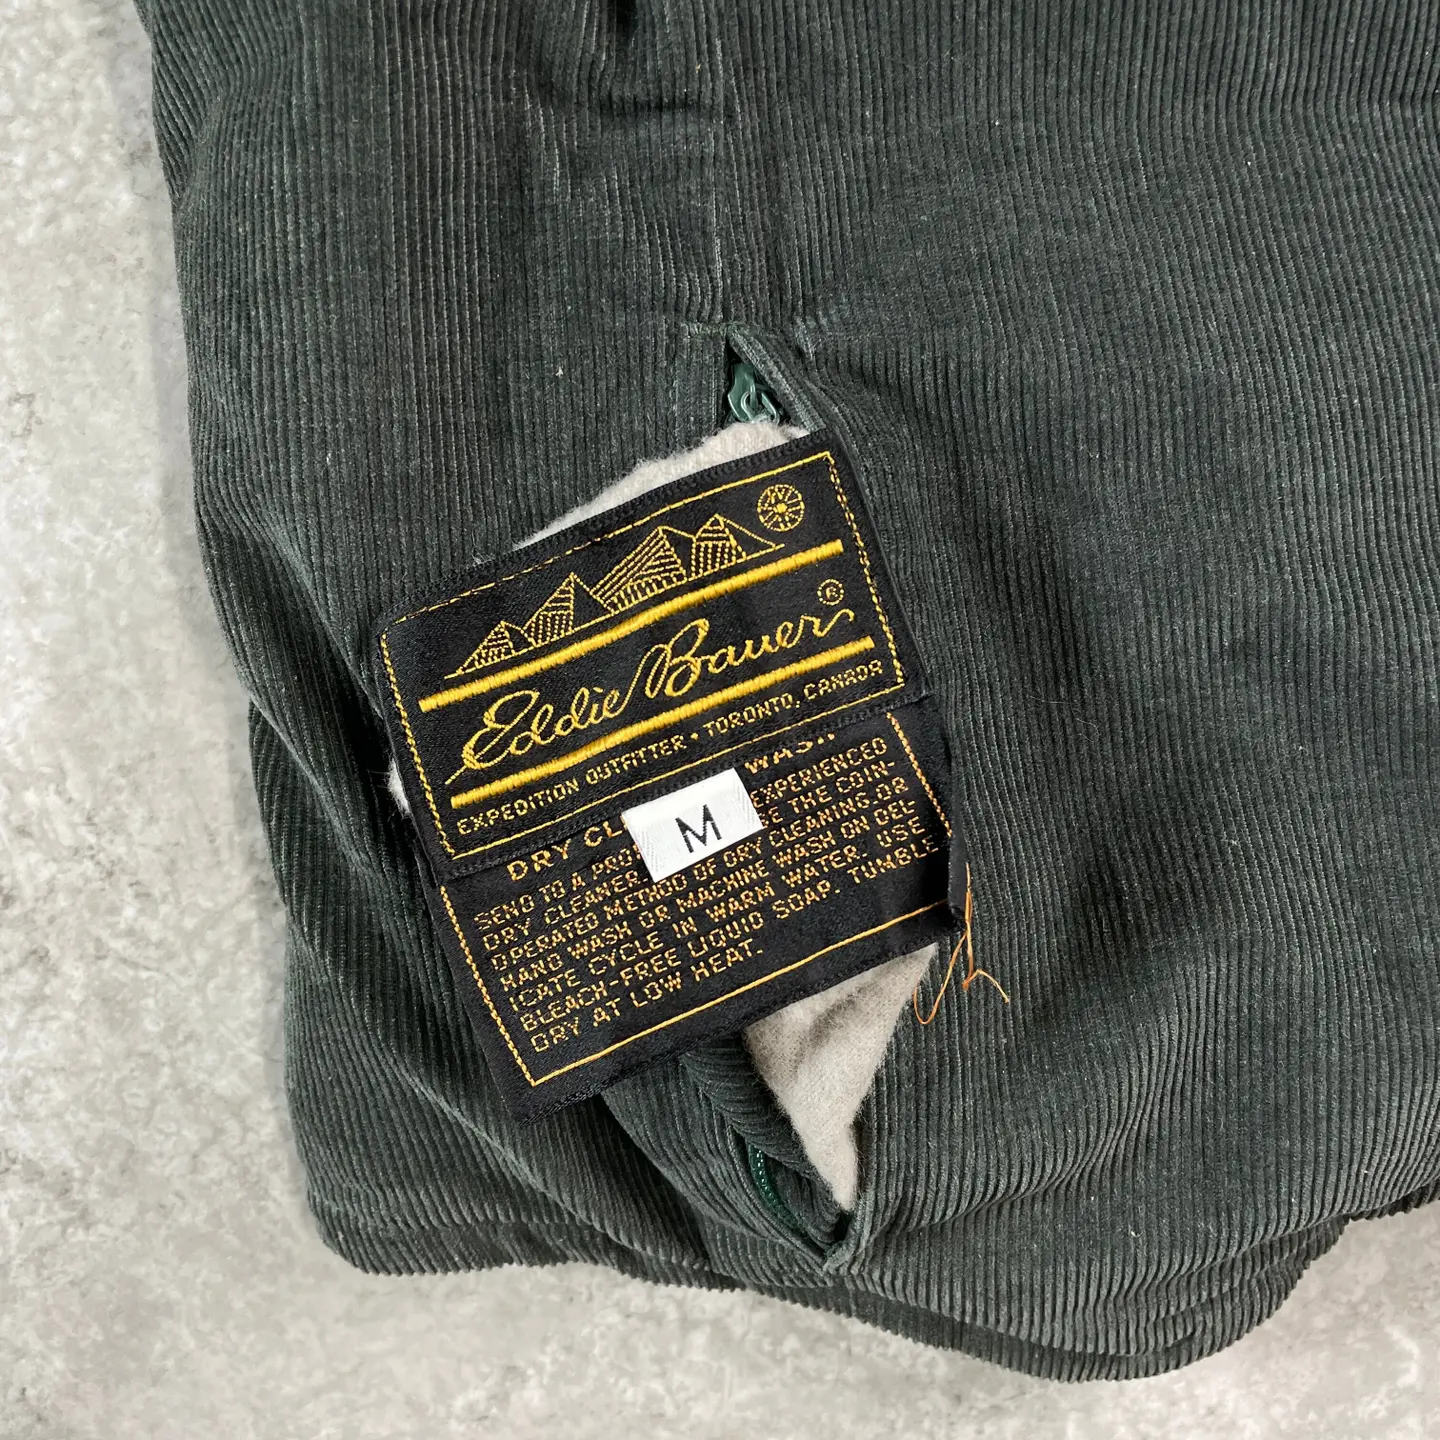 Eddie Bauer®
EXPEDITION OUTFITTER • TORONTO, CANADA
M
DRY CL WASH
SEND TO A PRO EXPERIENCED
DRY CLEANER. THE COIN-
OPERATED METHOD OF DRY CLEANING. OR
HAND WASH OR MACHINE WASH ON DEL
ICATE CYCLE IN WARM WATER. USE
BLEACH-FREE LIQUID SOAP. TUMBLE
DRY AT LOW HEAT.